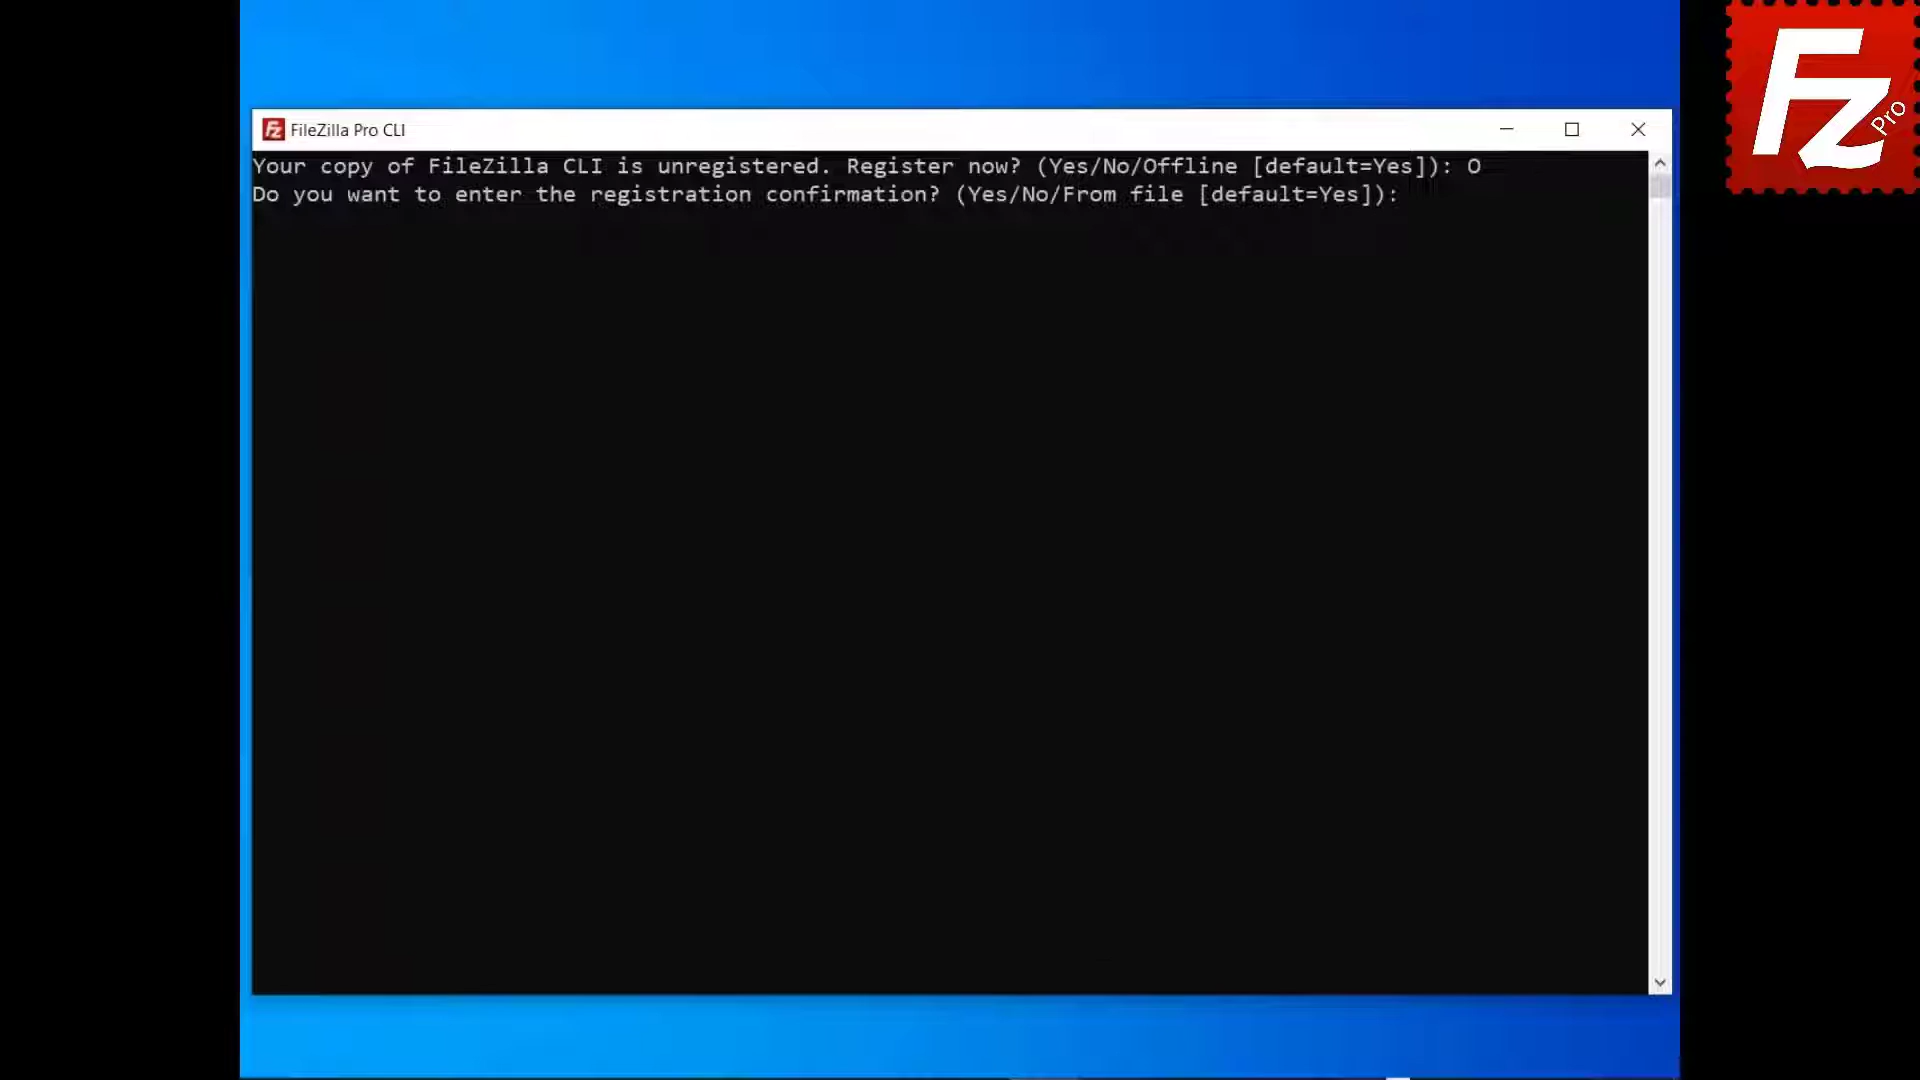 FileZilla Pro CLI
Your copy of FileZilla CLI is unregistered. Register now? (Yes/No/Offline [default=Yes]): O
Do you want to enter the registration confirmation? (Yes/No/From file [default=Yes]):
Fz Pro